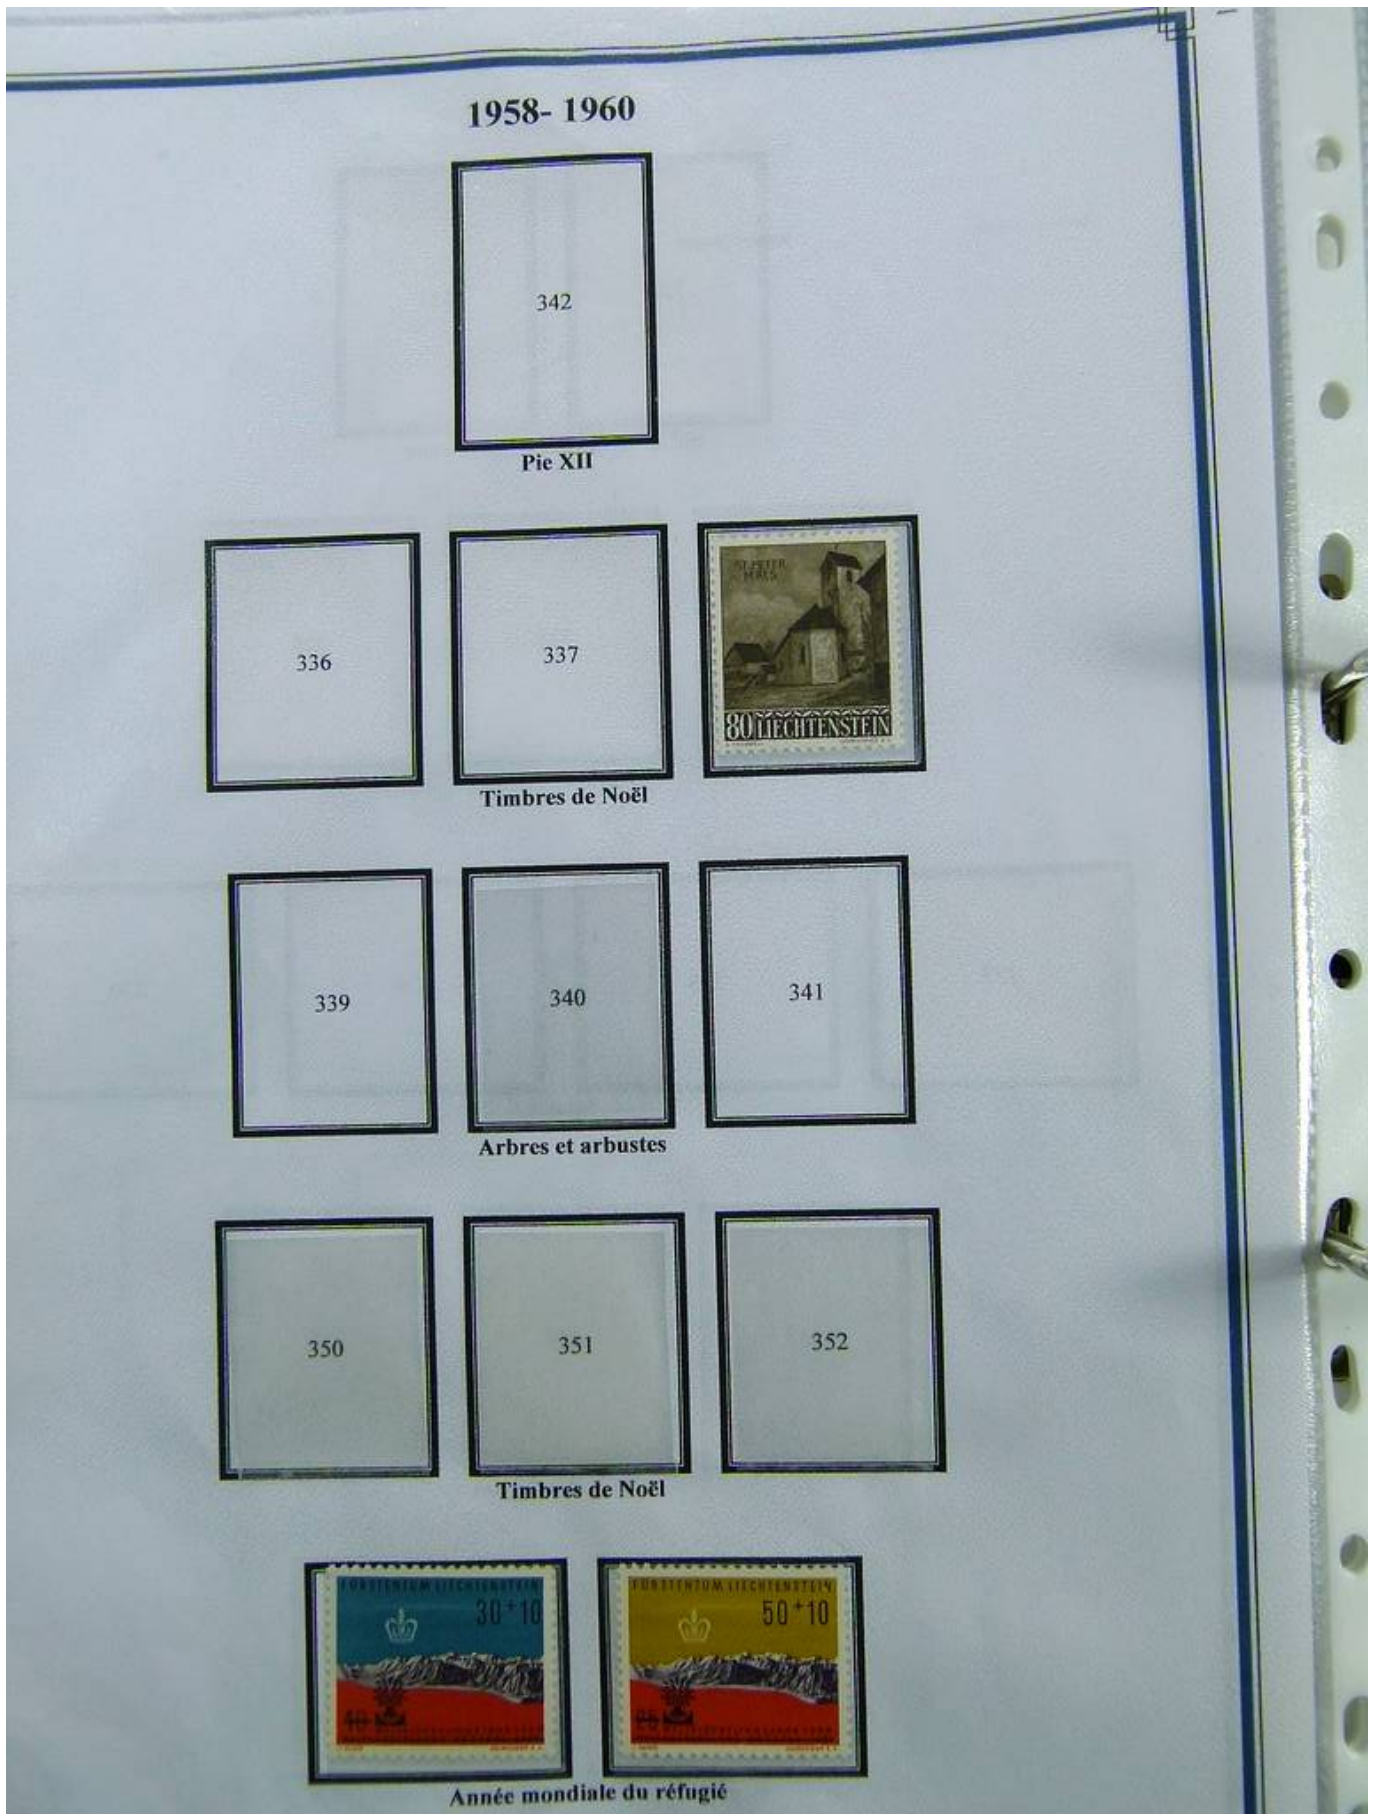 1958- 1960
342
Pie XII
336
337
ST. PETER
MALS
80 LIECHTENSTEIN
Timbres de Noël
339
340
341
Arbres et arbustes
350
351
352
Timbres de Noël
FÜRSTENTUM LIECHTENSTEIN
30+10
40
FÜRSTENTUM LIECHTENSTEIN
50+10
Année mondiale du réfugié